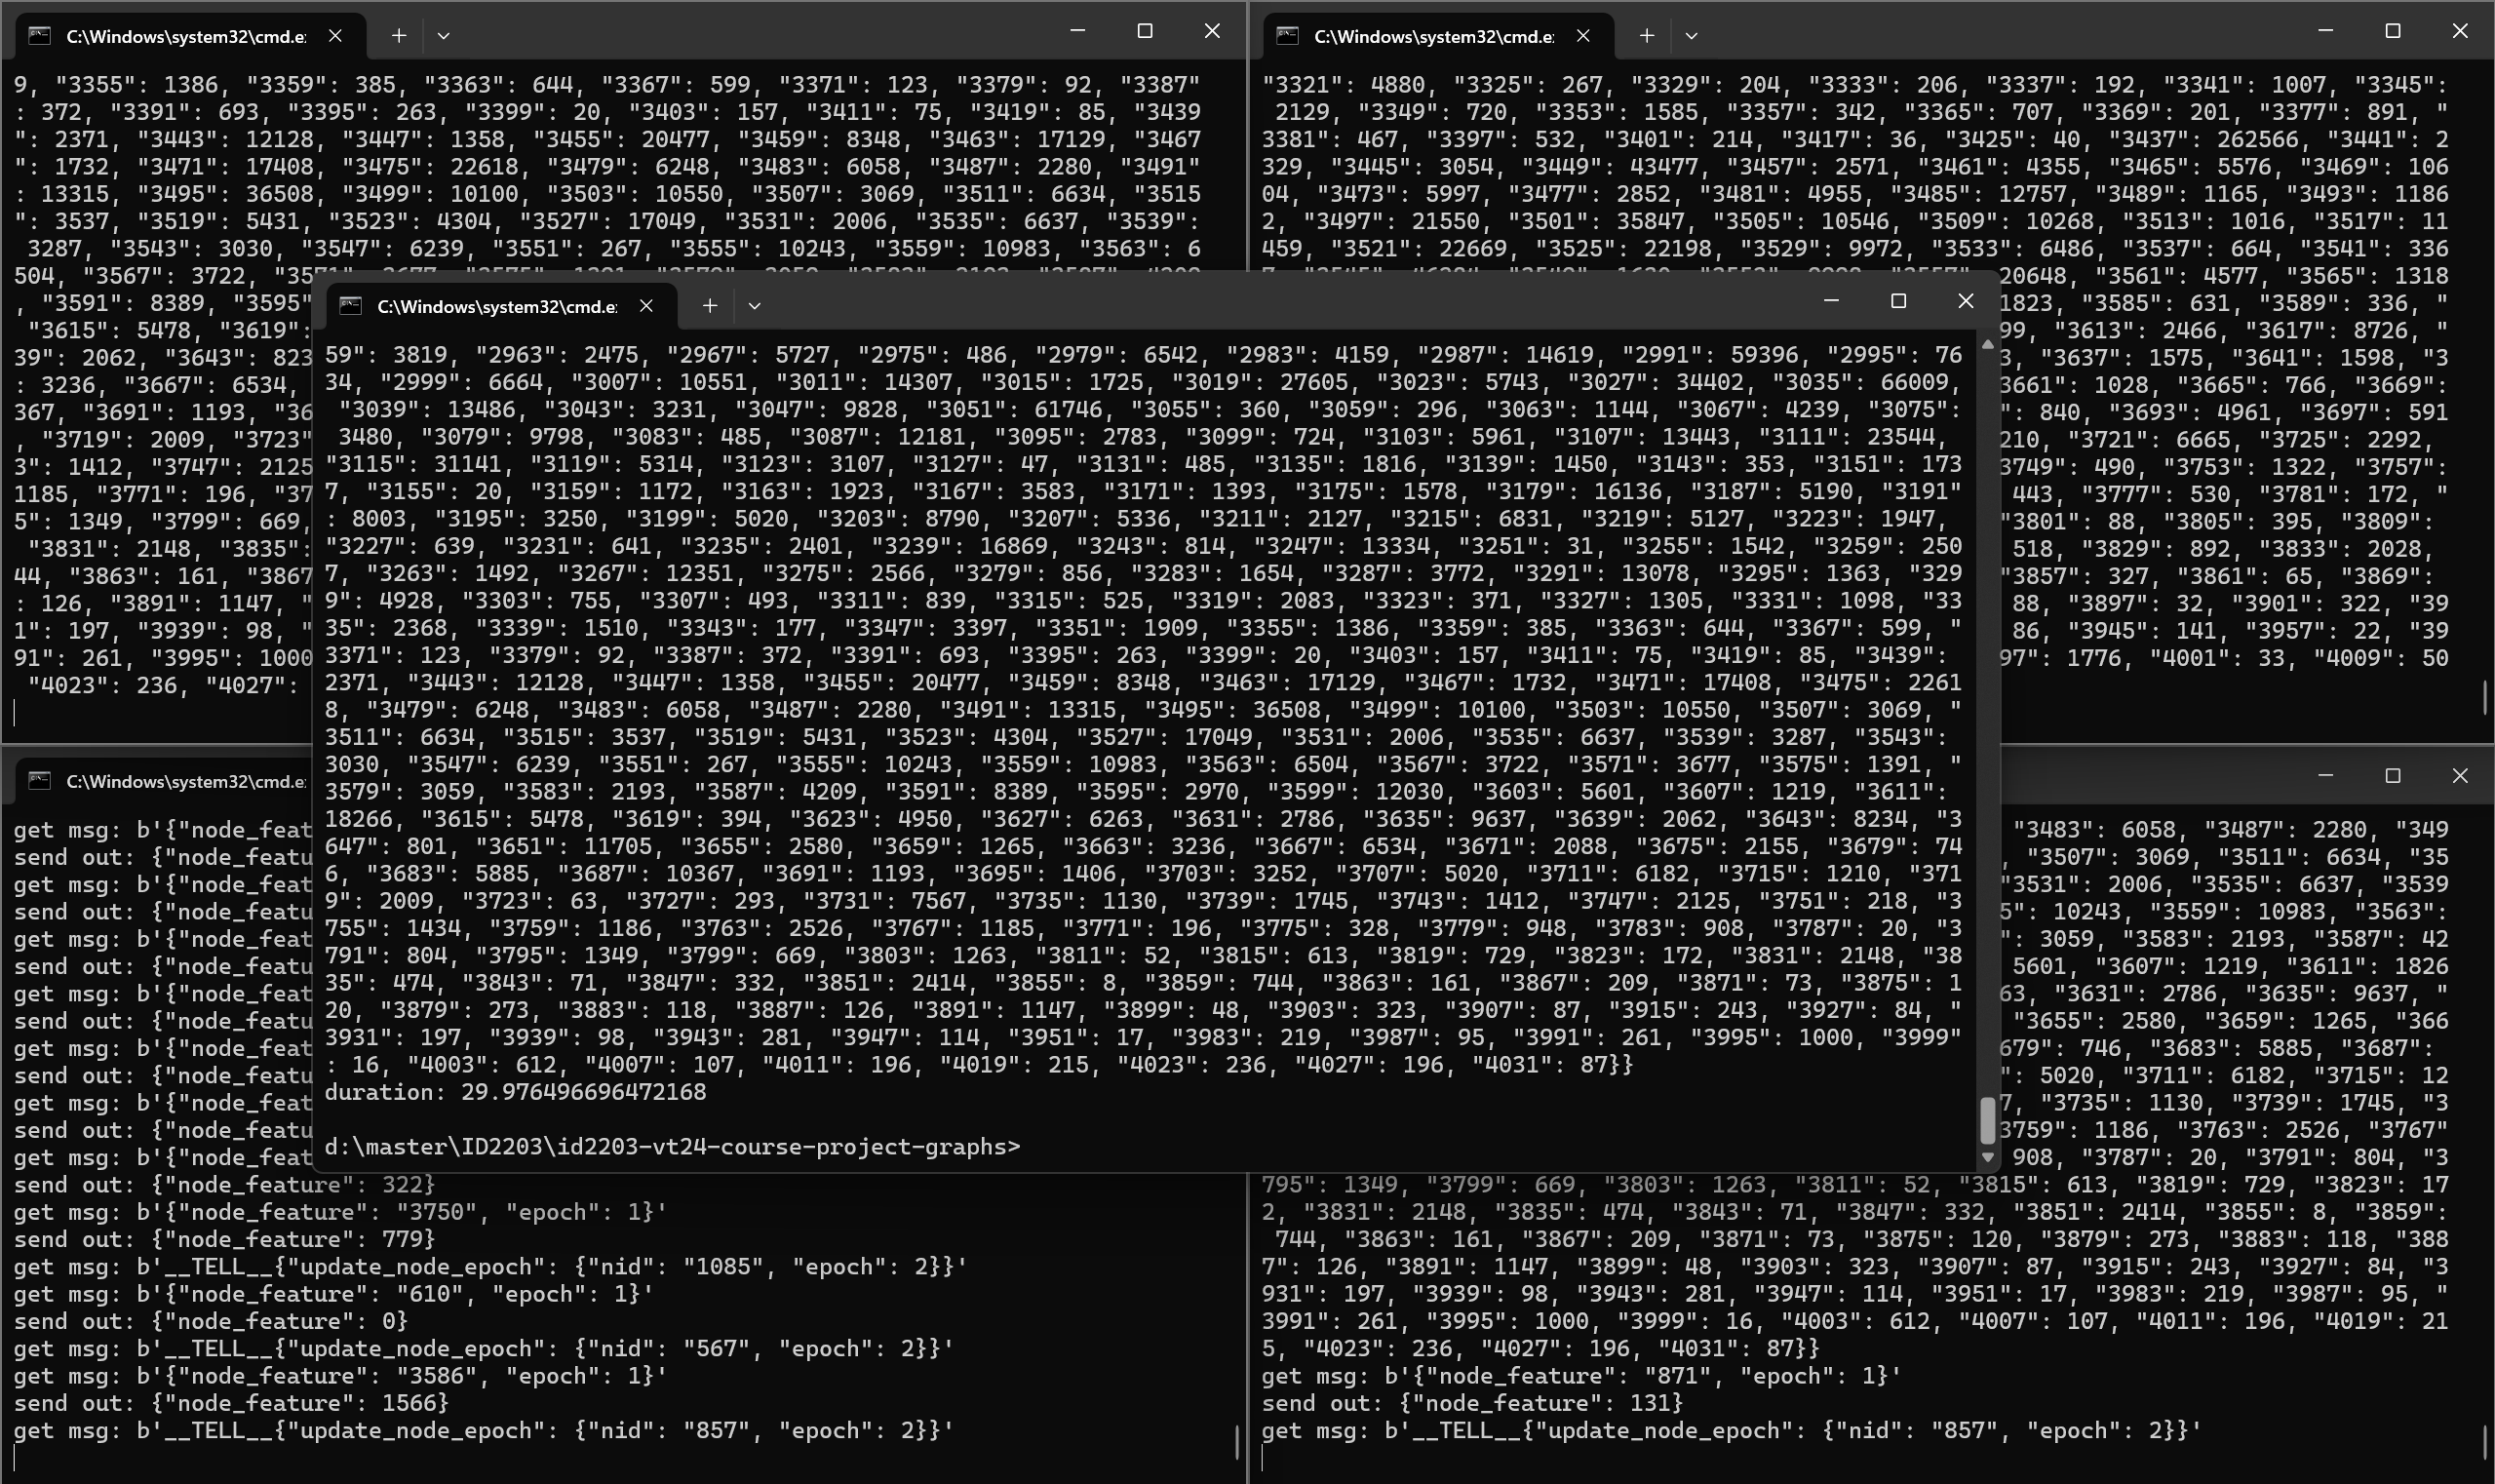 C:\Windows\system32\cmd.e:
9, "3355": 1386, "3359": 385, "3363": 644, "3367": 599, "3371": 123, "3379": 92, "3387"
: 372, "3391": 693, "3395": 263, "3399": 20, "3403": 157, "3411": 75, "3419": 85, "3439
": 2371, "3443": 12128, "3447": 1358, "3455": 20477, "3459": 8348, "3463": 17129, "3467
": 1732, "3471": 17408, "3475": 22618, "3479": 6248, "3483": 6058, "3487": 2280, "3491"
: 13315, "3495": 36508, "3499": 10100, "3503": 10550, "3507": 3069, "3511": 6634, "3515
": 3537, "3519": 5431, "3523": 4304, "3527": 17049, "3531": 2006, "3535": 6637, "3539":
3287, "3543": 3030, "3547": 6239, "3551": 267, "3555": 10243, "3559": 10983, "3563": 6
504, "3567": 3722,
, "3591": 8389, "3595"
"3615": 5478, "3619":
39": 2062, "3643": 823
: 3236, "3667": 6534,
367, "3691": 1193, "36
, "3719": 2009, "3723"
3": 1412, "3747": 2125
1185, "3771": 196, "37
5": 1349, "3799": 669,
"3831": 2148, "3835":
44, "3863": 161, "3867
: 126, "3891": 1147, "
1": 197, "3939": 98, "
91": 261, "3995": 1000
"4023": 236, "4027":
C:\Windows\system32\cmd.e:
"3321": 4880, "3325": 267, "3329": 204, "3333": 206, "3337": 192, "3341": 1007, "3345":
2129, "3349": 720, "3353": 1585, "3357": 342, "3365": 707, "3369": 201, "3377": 891, "
3381": 467, "3397": 532, "3401": 214, "3417": 36, "3425": 40, "3437": 262566, "3441": 2
329, "3445": 3054, "3449": 43477, "3457": 2571, "3461": 4355, "3465": 5576, "3469": 106
04, "3473": 5997, "3477": 2852, "3481": 4955, "3485": 12757, "3489": 1165, "3493": 1186
2, "3497": 21550, "3501": 35847, "3505": 10546, "3509": 10268, "3513": 1016, "3517": 11
459, "3521": 22669, "3525": 22198, "3529": 9972, "3533": 6486, "3537": 664, "3541": 336
20648, "3561": 4577, "3565": 1318
1823, "3585": 631, "3589": 336, "
99, "3613": 2466, "3617": 8726, "
3, "3637": 1575, "3641": 1598, "3
3661": 1028, "3665": 766, "3669":
": 840, "3693": 4961, "3697": 591
210, "3721": 6665, "3725": 2292,
3749": 490, "3753": 1322, "3757":
443, "3777": 530, "3781": 172, "
"3801": 88, "3805": 395, "3809":
518, "3829": 892, "3833": 2028,
"3857": 327, "3861": 65, "3869":
88, "3897": 32, "3901": 322, "39
86, "3945": 141, "3957": 22, "39
97": 1776, "4001": 33, "4009": 50
C:\Windows\system32\cmd.e:
59": 3819, "2963": 2475, "2967": 5727, "2975": 486, "2979": 6542, "2983": 4159, "2987": 14619, "2991": 59396, "2995": 76
34, "2999": 6664, "3007": 10551, "3011": 14307, "3015": 1725, "3019": 27605, "3023": 5743, "3027": 34402, "3035": 66009,
"3039": 13486, "3043": 3231, "3047": 9828, "3051": 61746, "3055": 360, "3059": 296, "3063": 1144, "3067": 4239, "3075":
3480, "3079": 9798, "3083": 485, "3087": 12181, "3095": 2783, "3099": 724, "3103": 5961, "3107": 13443, "3111": 23544,
"3115": 31141, "3119": 5314, "3123": 3107, "3127": 47, "3131": 485, "3135": 1816, "3139": 1450, "3143": 353, "3151": 173
7, "3155": 20, "3159": 1172, "3163": 1923, "3167": 3583, "3171": 1393, "3175": 1578, "3179": 16136, "3187": 5190, "3191"
: 8003, "3195": 3250, "3199": 5020, "3203": 8790, "3207": 5336, "3211": 2127, "3215": 6831, "3219": 5127, "3223": 1947,
"3227": 639, "3231": 641, "3235": 2401, "3239": 16869, "3243": 814, "3247": 13334, "3251": 31, "3255": 1542, "3259": 250
7, "3263": 1492, "3267": 12351, "3275": 2566, "3279": 856, "3283": 1654, "3287": 3772, "3291": 13078, "3295": 1363, "329
9": 4928, "3303": 755, "3307": 493, "3311": 839, "3315": 525, "3319": 2083, "3323": 371, "3327": 1305, "3331": 1098, "33
35": 2368, "3339": 1510, "3343": 177, "3347": 3397, "3351": 1909, "3355": 1386, "3359": 385, "3363": 644, "3367": 599, "
3371": 123, "3379": 92, "3387": 372, "3391": 693, "3395": 263, "3399": 20, "3403": 157, "3411": 75, "3419": 85, "3439":
2371, "3443": 12128, "3447": 1358, "3455": 20477, "3459": 8348, "3463": 17129, "3467": 1732, "3471": 17408, "3475": 2261
8, "3479": 6248, "3483": 6058, "3487": 2280, "3491": 13315, "3495": 36508, "3499": 10100, "3503": 10550, "3507": 3069, "
3511": 6634, "3515": 3537, "3519": 5431, "3523": 4304, "3527": 17049, "3531": 2006, "3535": 6637, "3539": 3287, "3543":
3030, "3547": 6239, "3551": 267, "3555": 10243, "3559": 10983, "3563": 6504, "3567": 3722, "3571": 3677, "3575": 1391, "
3579": 3059, "3583": 2193, "3587": 4209, "3591": 8389, "3595": 2970, "3599": 12030, "3603": 5601, "3607": 1219, "3611":
18266, "3615": 5478, "3619": 394, "3623": 4950, "3627": 6263, "3631": 2786, "3635": 9637, "3639": 2062, "3643": 8234, "3
647": 801, "3651": 11705, "3655": 2580, "3659": 1265, "3663": 3236, "3667": 6534, "3671": 2088, "3675": 2155, "3679": 74
6, "3683": 5885, "3687": 10367, "3691": 1193, "3695": 1406, "3703": 3252, "3707": 5020, "3711": 6182, "3715": 1210, "371
9": 2009, "3723": 63, "3727": 293, "3731": 7567, "3735": 1130, "3739": 1745, "3743": 1412, "3747": 2125, "3751": 218, "3
755": 1434, "3759": 1186, "3763": 2526, "3767": 1185, "3771": 196, "3775": 328, "3779": 948, "3783": 908, "3787": 20, "3
791": 804, "3795": 1349, "3799": 669, "3803": 1263, "3811": 52, "3815": 613, "3819": 729, "3823": 172, "3831": 2148, "38
35": 474, "3843": 71, "3847": 332, "3851": 2414, "3855": 8, "3859": 744, "3863": 161, "3867": 209, "3871": 73, "3875": 1
20, "3879": 273, "3883": 118, "3887": 126, "3891": 1147, "3899": 48, "3903": 323, "3907": 87, "3915": 243, "3927": 84, "
3931": 197, "3939": 98, "3943": 281, "3947": 114, "3951": 17, "3983": 219, "3987": 95, "3991": 261, "3995": 1000, "3999"
: 16, "4003": 612, "4007": 107, "4011": 196, "4019": 215, "4023": 236, "4027": 196, "4031": 87}}
duration: 29.976496696472168
d:\master\ID2203\id2203-vt24-course-project-graphs>
C:\Windows\system32\cmd.e:
get msg: b'{"node_feat
send out: {"node_featu
get msg: b'{"node_feat
send out: {"node_featu
get msg: b'{"node_feat
send out: {"node_featu
get msg: b'{"node_feat
send out: {"node_featu
get msg: b'{"node_feat
send out: {"node_featu
get msg: b'{"node_feat
send out: {"node_featu
get msg: b'{"node_feat
send out: {"node_feature": 322}
get msg: b'{"node_feature": "3750", "epoch": 1}'
send out: {"node_feature": 779}
get msg: b'__TELL__{"update_node_epoch": {"nid": "1085", "epoch": 2}}'
get msg: b'{"node_feature": "610", "epoch": 1}'
send out: {"node_feature": 0}
get msg: b'__TELL__{"update_node_epoch": {"nid": "567", "epoch": 2}}'
get msg: b'{"node_feature": "3586", "epoch": 1}'
send out: {"node_feature": 1566}
get msg: b'__TELL__{"update_node_epoch": {"nid": "857", "epoch": 2}}'
"3483": 6058, "3487": 2280, "349
, "3507": 3069, "3511": 6634, "35
"3531": 2006, "3535": 6637, "3539
5": 10243, "3559": 10983, "3563":
": 3059, "3583": 2193, "3587": 42
5601, "3607": 1219, "3611": 1826
63, "3631": 2786, "3635": 9637, "
"3655": 2580, "3659": 1265, "366
679": 746, "3683": 5885, "3687":
": 5020, "3711": 6182, "3715": 12
7, "3735": 1130, "3739": 1745, "3
3759": 1186, "3763": 2526, "3767"
908, "3787": 20, "3791": 804, "3
795": 1349, "3799": 669, "3803": 1263, "3811": 52, "3815": 613, "3819": 729, "3823": 17
2, "3831": 2148, "3835": 474, "3843": 71, "3847": 332, "3851": 2414, "3855": 8, "3859":
744, "3863": 161, "3867": 209, "3871": 73, "3875": 120, "3879": 273, "3883": 118, "388
7": 126, "3891": 1147, "3899": 48, "3903": 323, "3907": 87, "3915": 243, "3927": 84, "3
931": 197, "3939": 98, "3943": 281, "3947": 114, "3951": 17, "3983": 219, "3987": 95, "
3991": 261, "3995": 1000, "3999": 16, "4003": 612, "4007": 107, "4011": 196, "4019": 21
5, "4023": 236, "4027": 196, "4031": 87}}
get msg: b'{"node_feature": "871", "epoch": 1}'
send out: {"node_feature": 131}
get msg: b'__TELL__{"update_node_epoch": {"nid": "857", "epoch": 2}}'